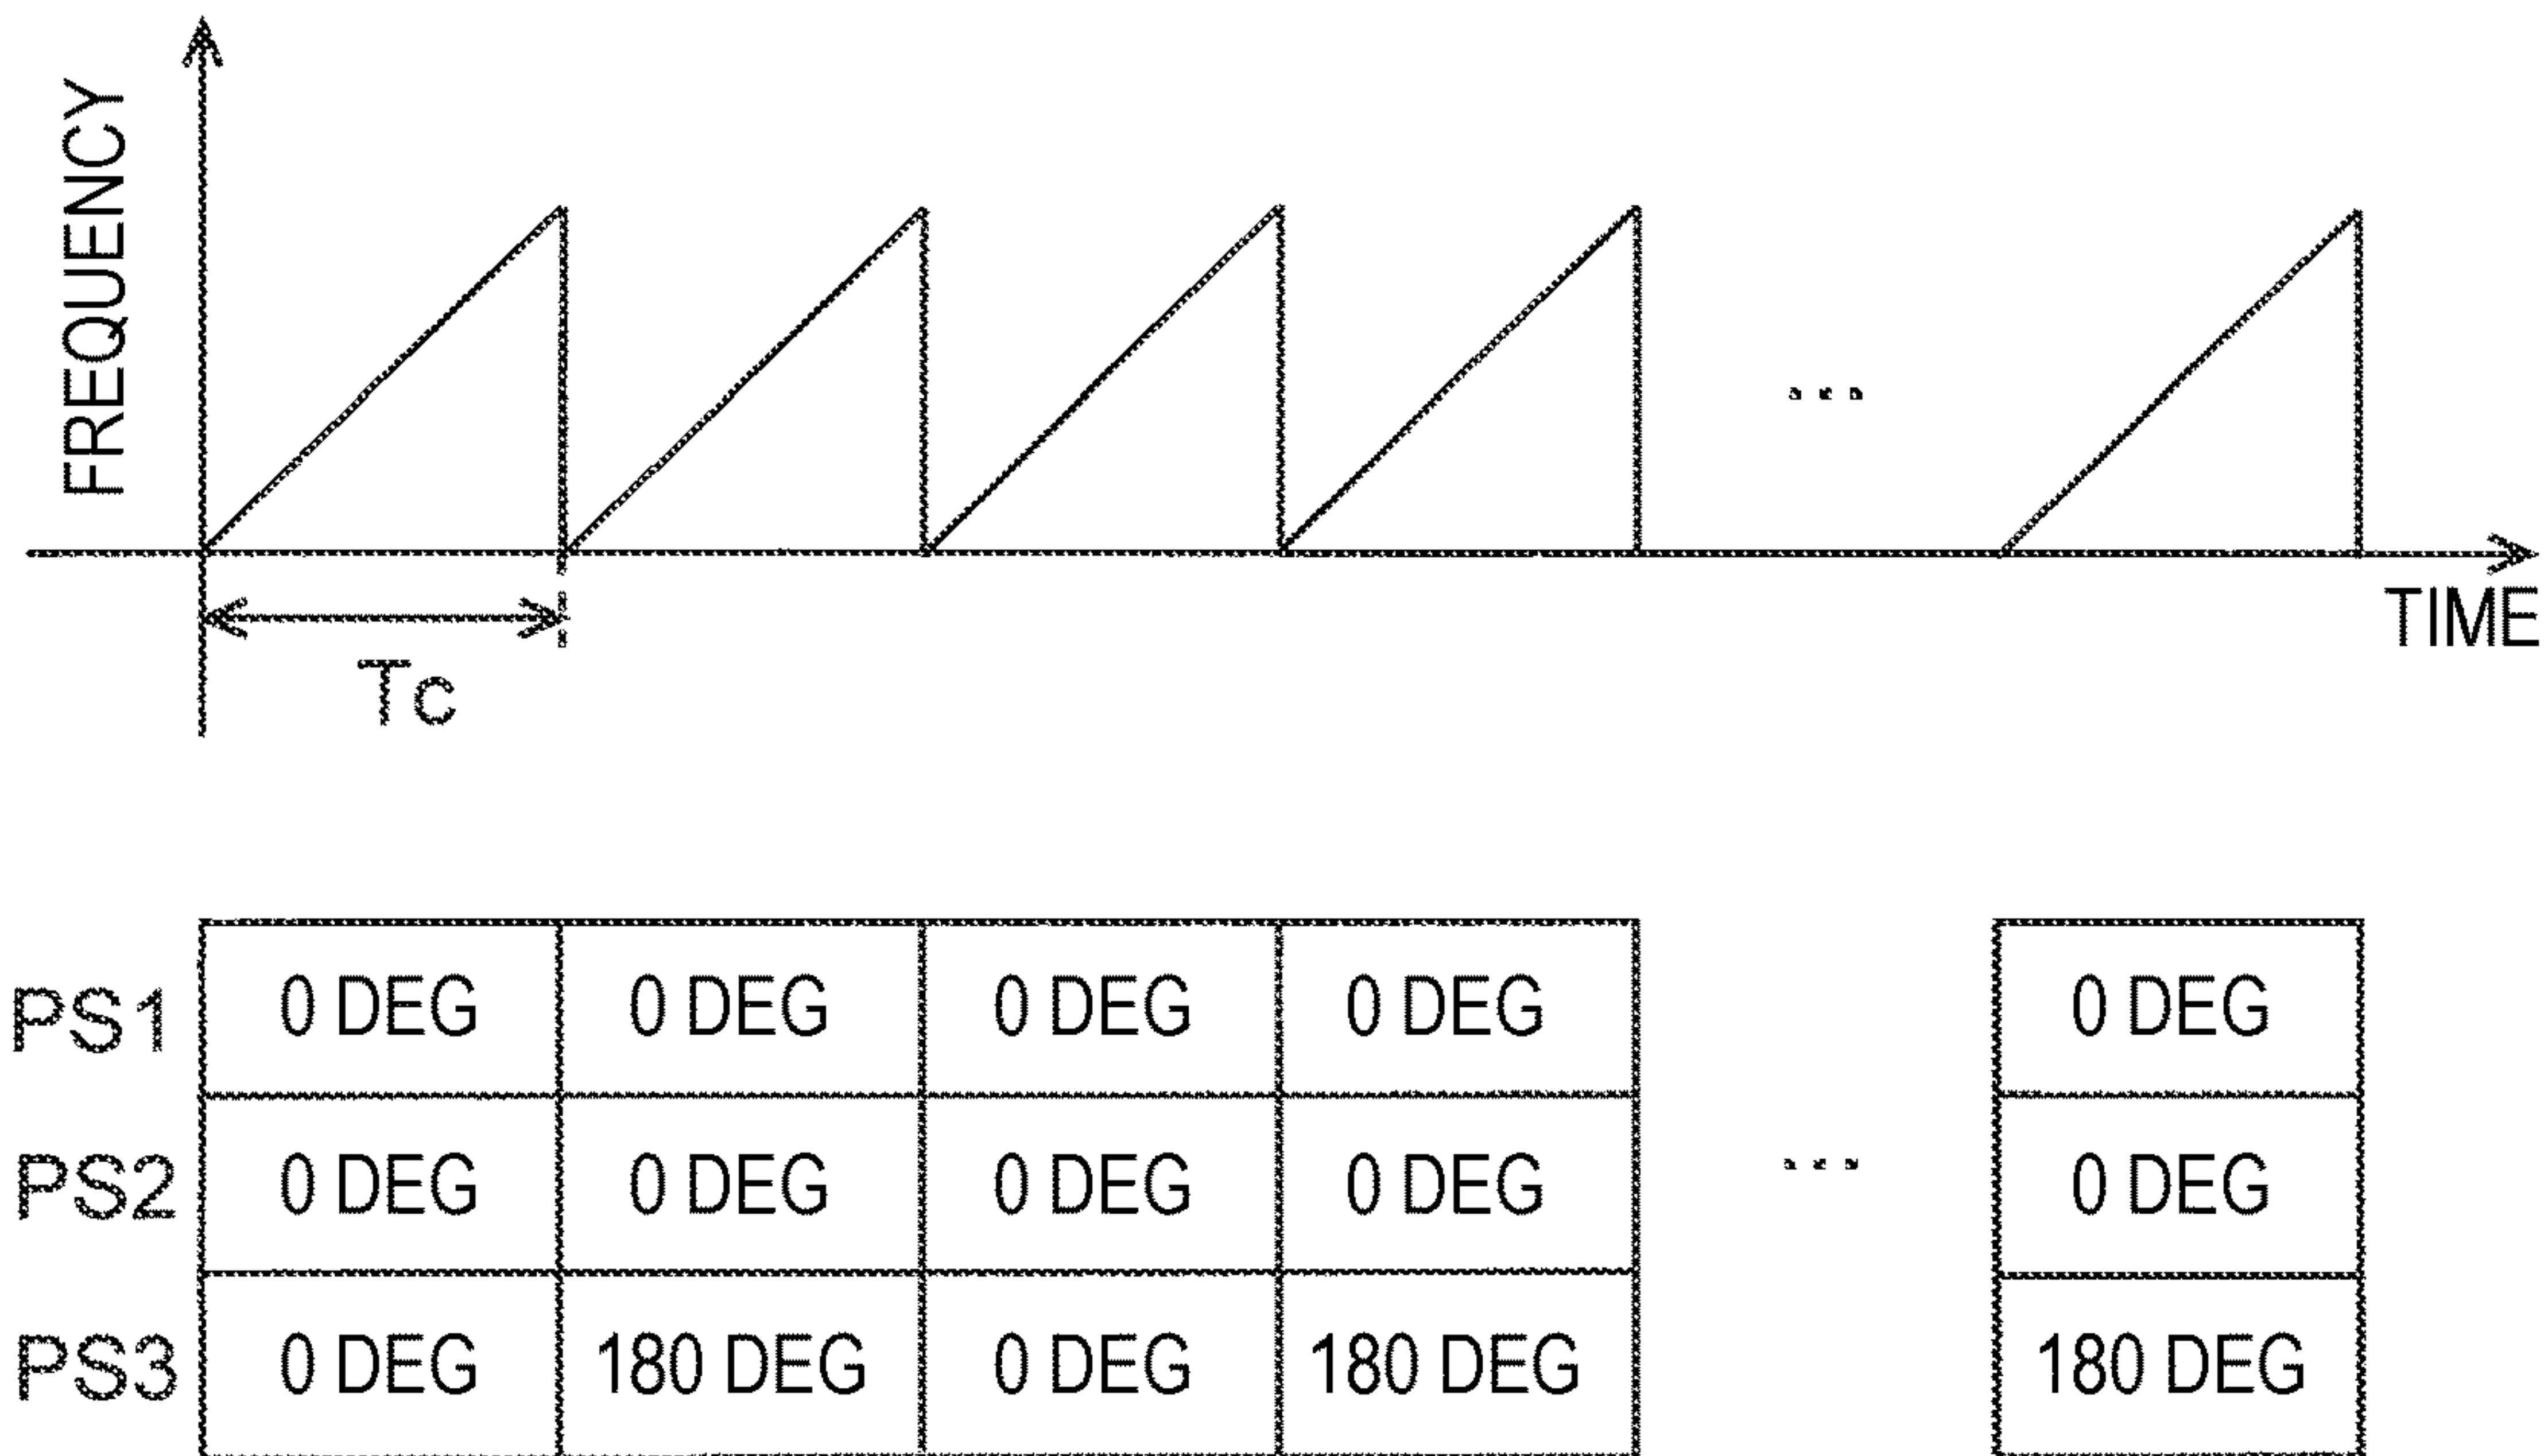 FREQUENCY
...
TIME
Tc
PS1 0 DEG 0 DEG 0 DEG 0 DEG 0 DEG
PS2 0 DEG 0 DEG 0 DEG 0 DEG ... 0 DEG
PS3 0 DEG 180 DEG 0 DEG 180 DEG 180 DEG